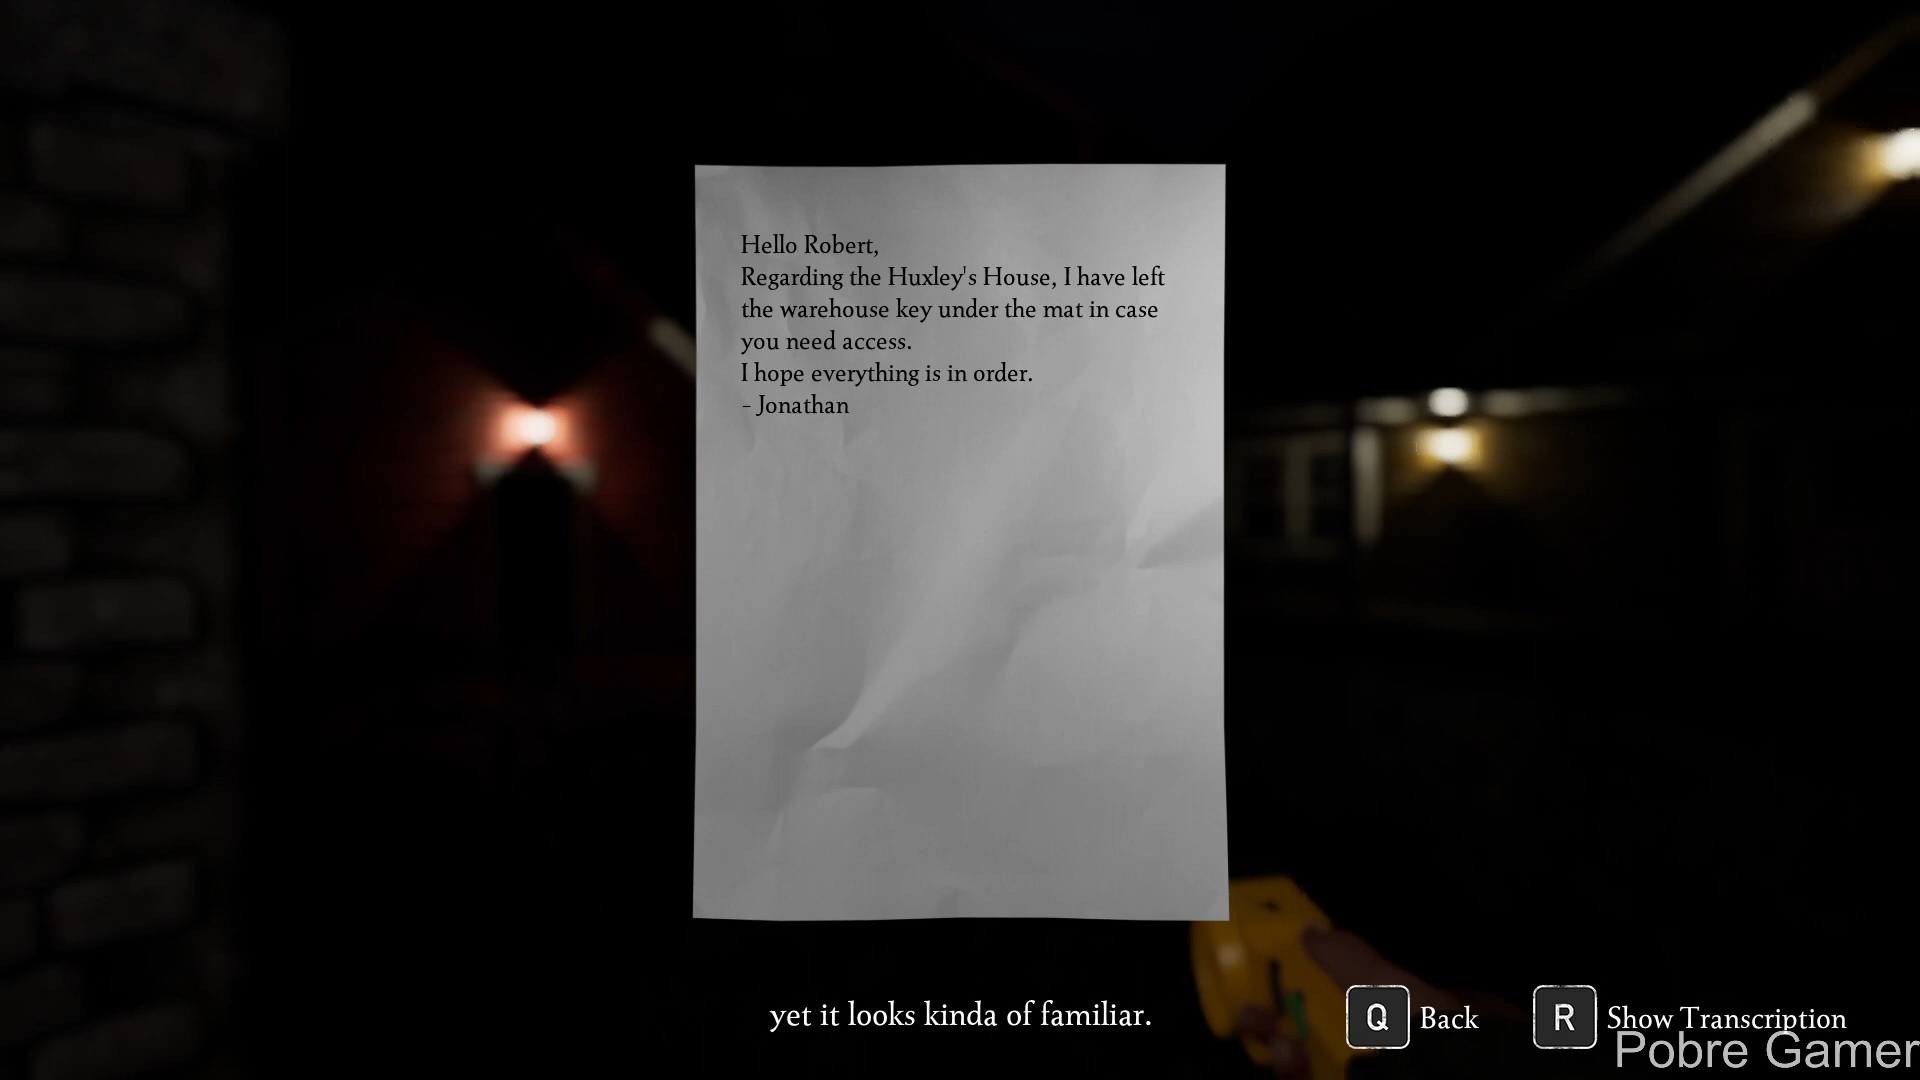 Hello Robert,
Regarding the Huxley's House, I have left
the warehouse key under the mat in case
you need access.
I hope everything is in order.
- Jonathan
yet it looks kinda of familiar.
Q Back
R Show Transcription
Pobre Gamer